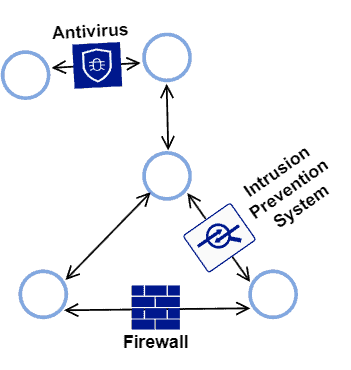 Antivirus
Intrusion
Prevention
System
Firewall